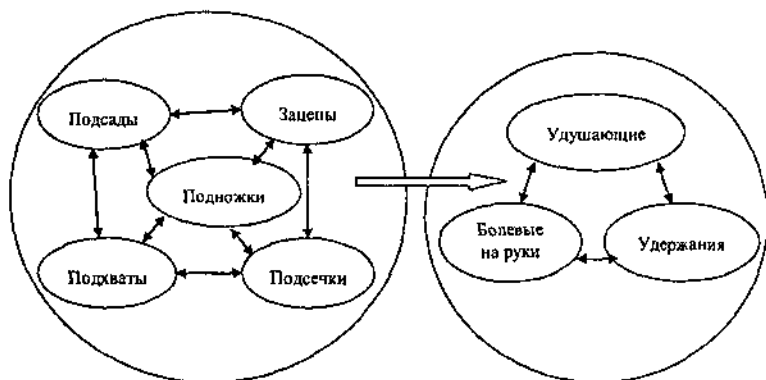 Подсады
Зацепы
Подножки
Подхваты
Подсечки
Удушающие
Болевые
на руки
Удержания